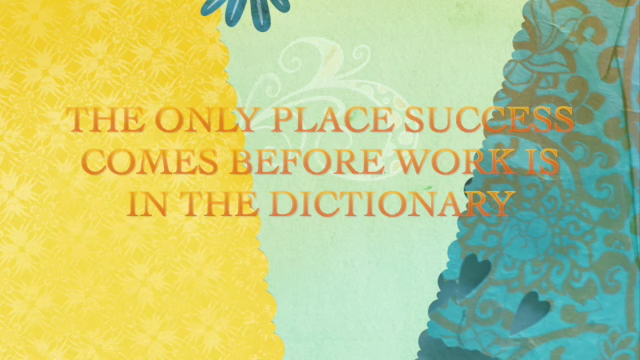 THE ONLY PLACE SUCCESS
COMES BEFORE WORK IS
IN THE DICTIONARY